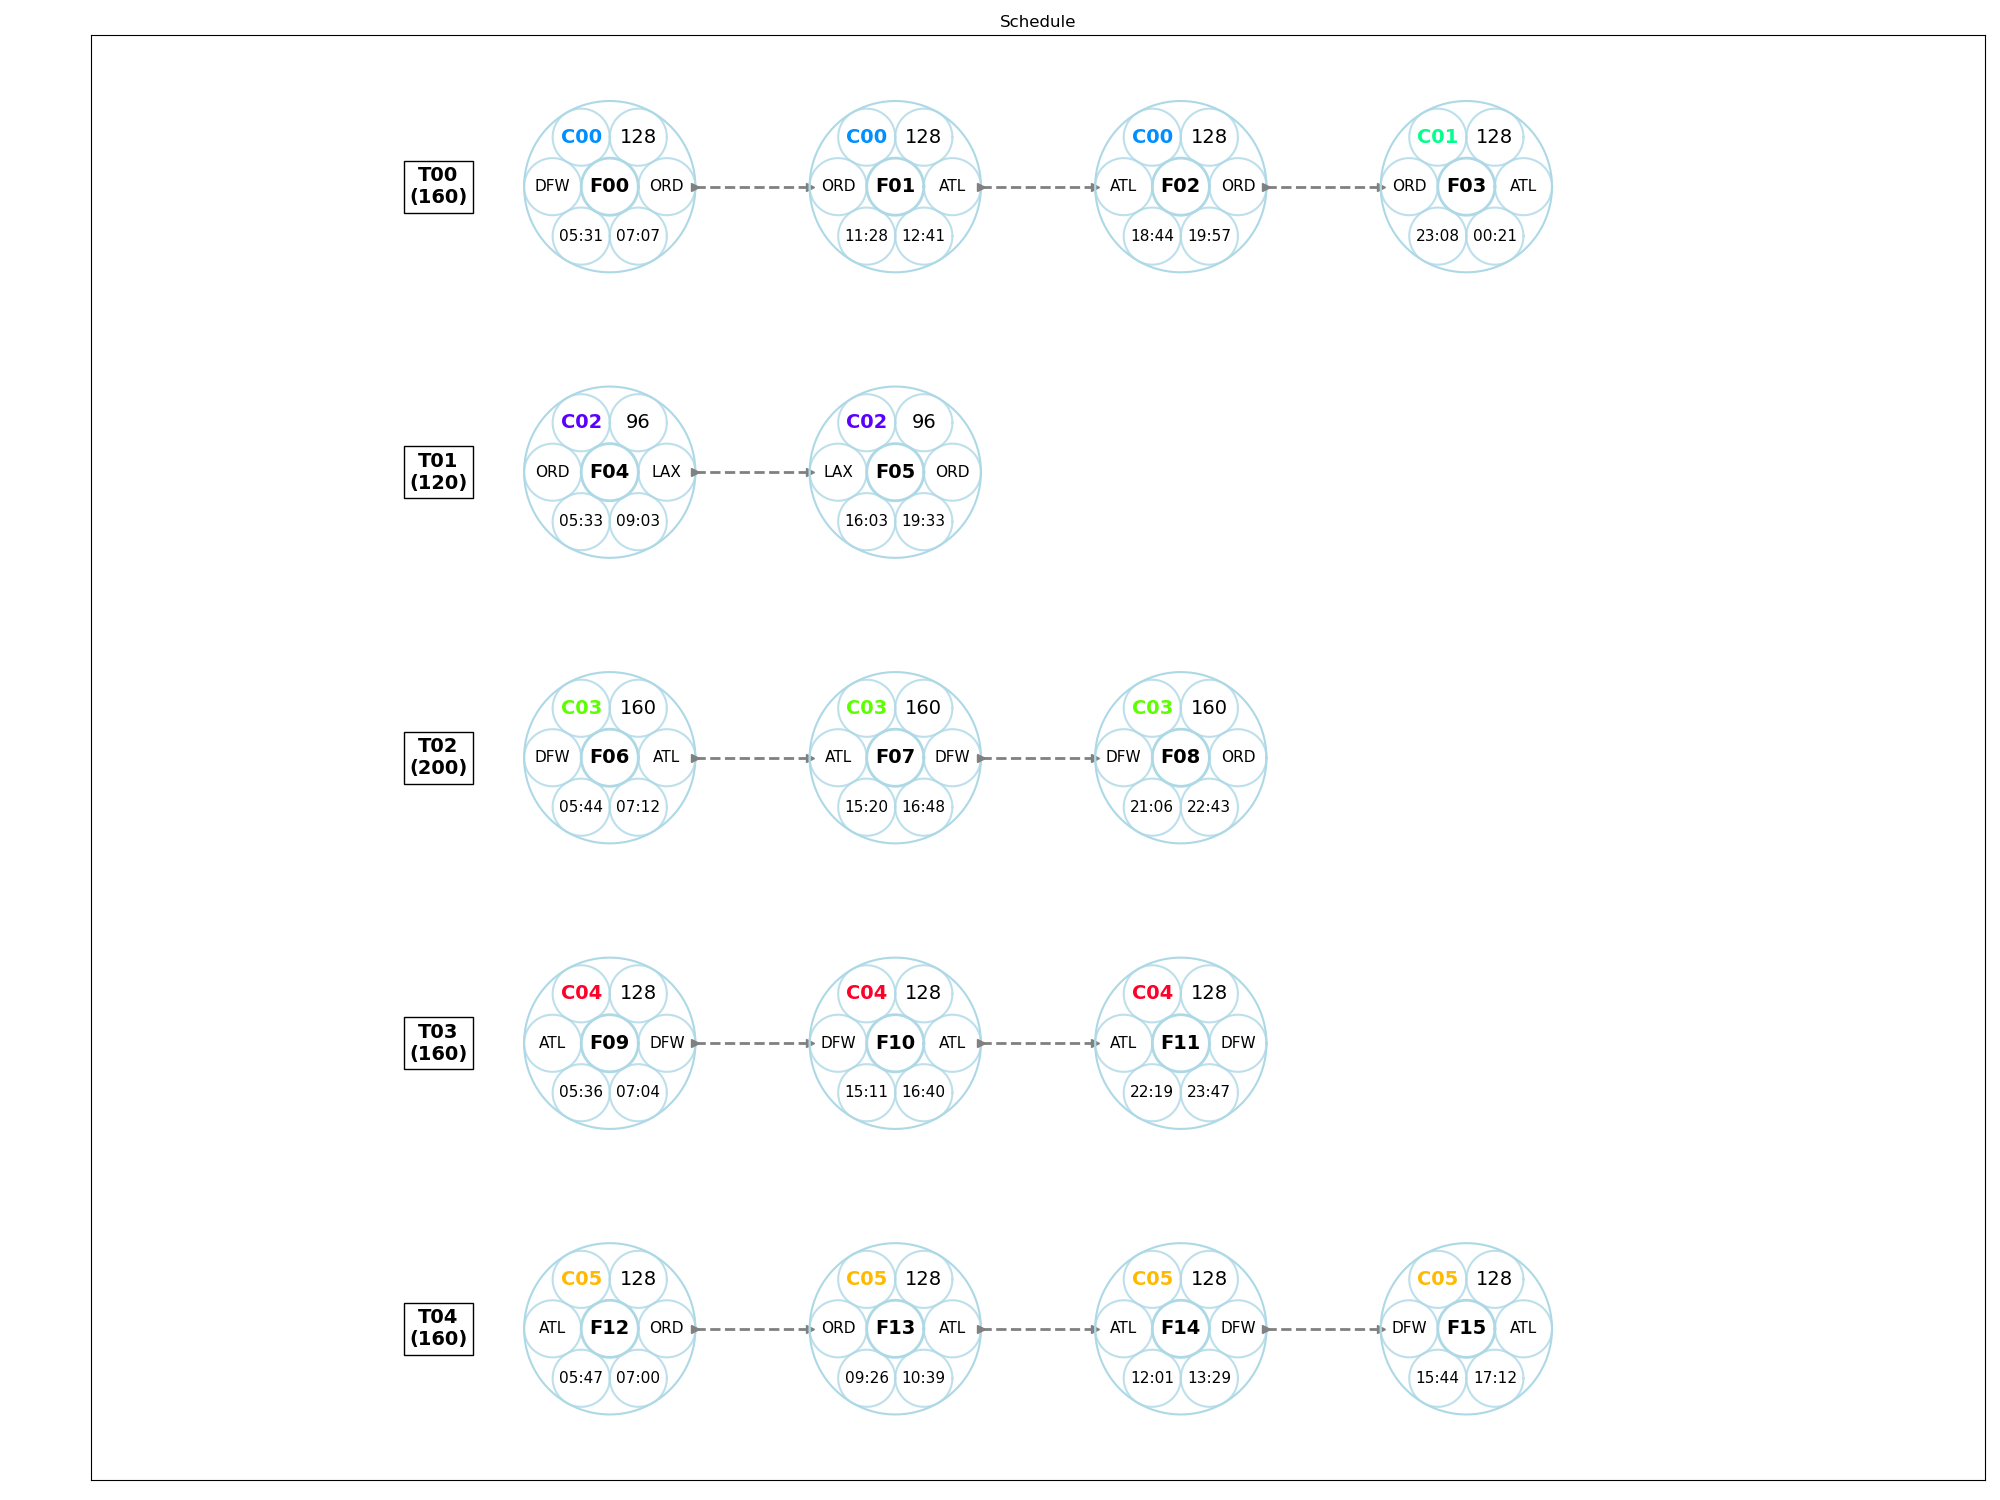 Schedule
C00 128 C00 128 C00 128 C01 128
T00
(160)
DFW F00 ORD ORD F01 ATL ATL F02 ORD ORD F03 ATL
05:31 07:07 11:28 12:41 18:44 19:57 23:08 00:21
C02 96 C02 96
T01
(120)
ORD F04 LAX LAX F05 ORD
05:33 09:03 16:03 19:33
C03 160 C03 160 C03 160
T02
(200)
DFW F06 ATL ATL F07 DFW DFW F08 ORD
05:44 07:12 15:20 16:48 21:06 22:43
C04 128 C04 128 C04 128
T03
(160)
ATL F09 DFW DFW F10 ATL ATL F11 DFW
05:36 07:04 15:11 16:40 22:19 23:47
C05 128 C05 128 C05 128 C05 128
T04
(160)
ATL F12 ORD ORD F13 ATL ATL F14 DFW DFW F15 ATL
05:47 07:00 09:26 10:39 12:01 13:29 15:44 17:12